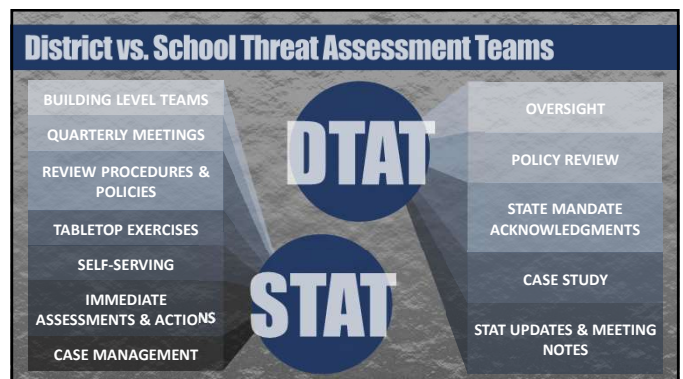 District vs. School Threat Assessment Teams
BUILDING LEVEL TEAMS
QUARTERLY MEETINGS
REVIEW PROCEDURES &
POLICIES
TABLETOP EXERCISES
SELF-SERVING
IMMEDIATE
ASSESSMENTS & ACTIONS
CASE MANAGEMENT
DTAT
STAT
OVERSIGHT
POLICY REVIEW
STATE MANDATE
ACKNOWLEDGMENTS
CASE STUDY
STAT UPDATES & MEETING
NOTES